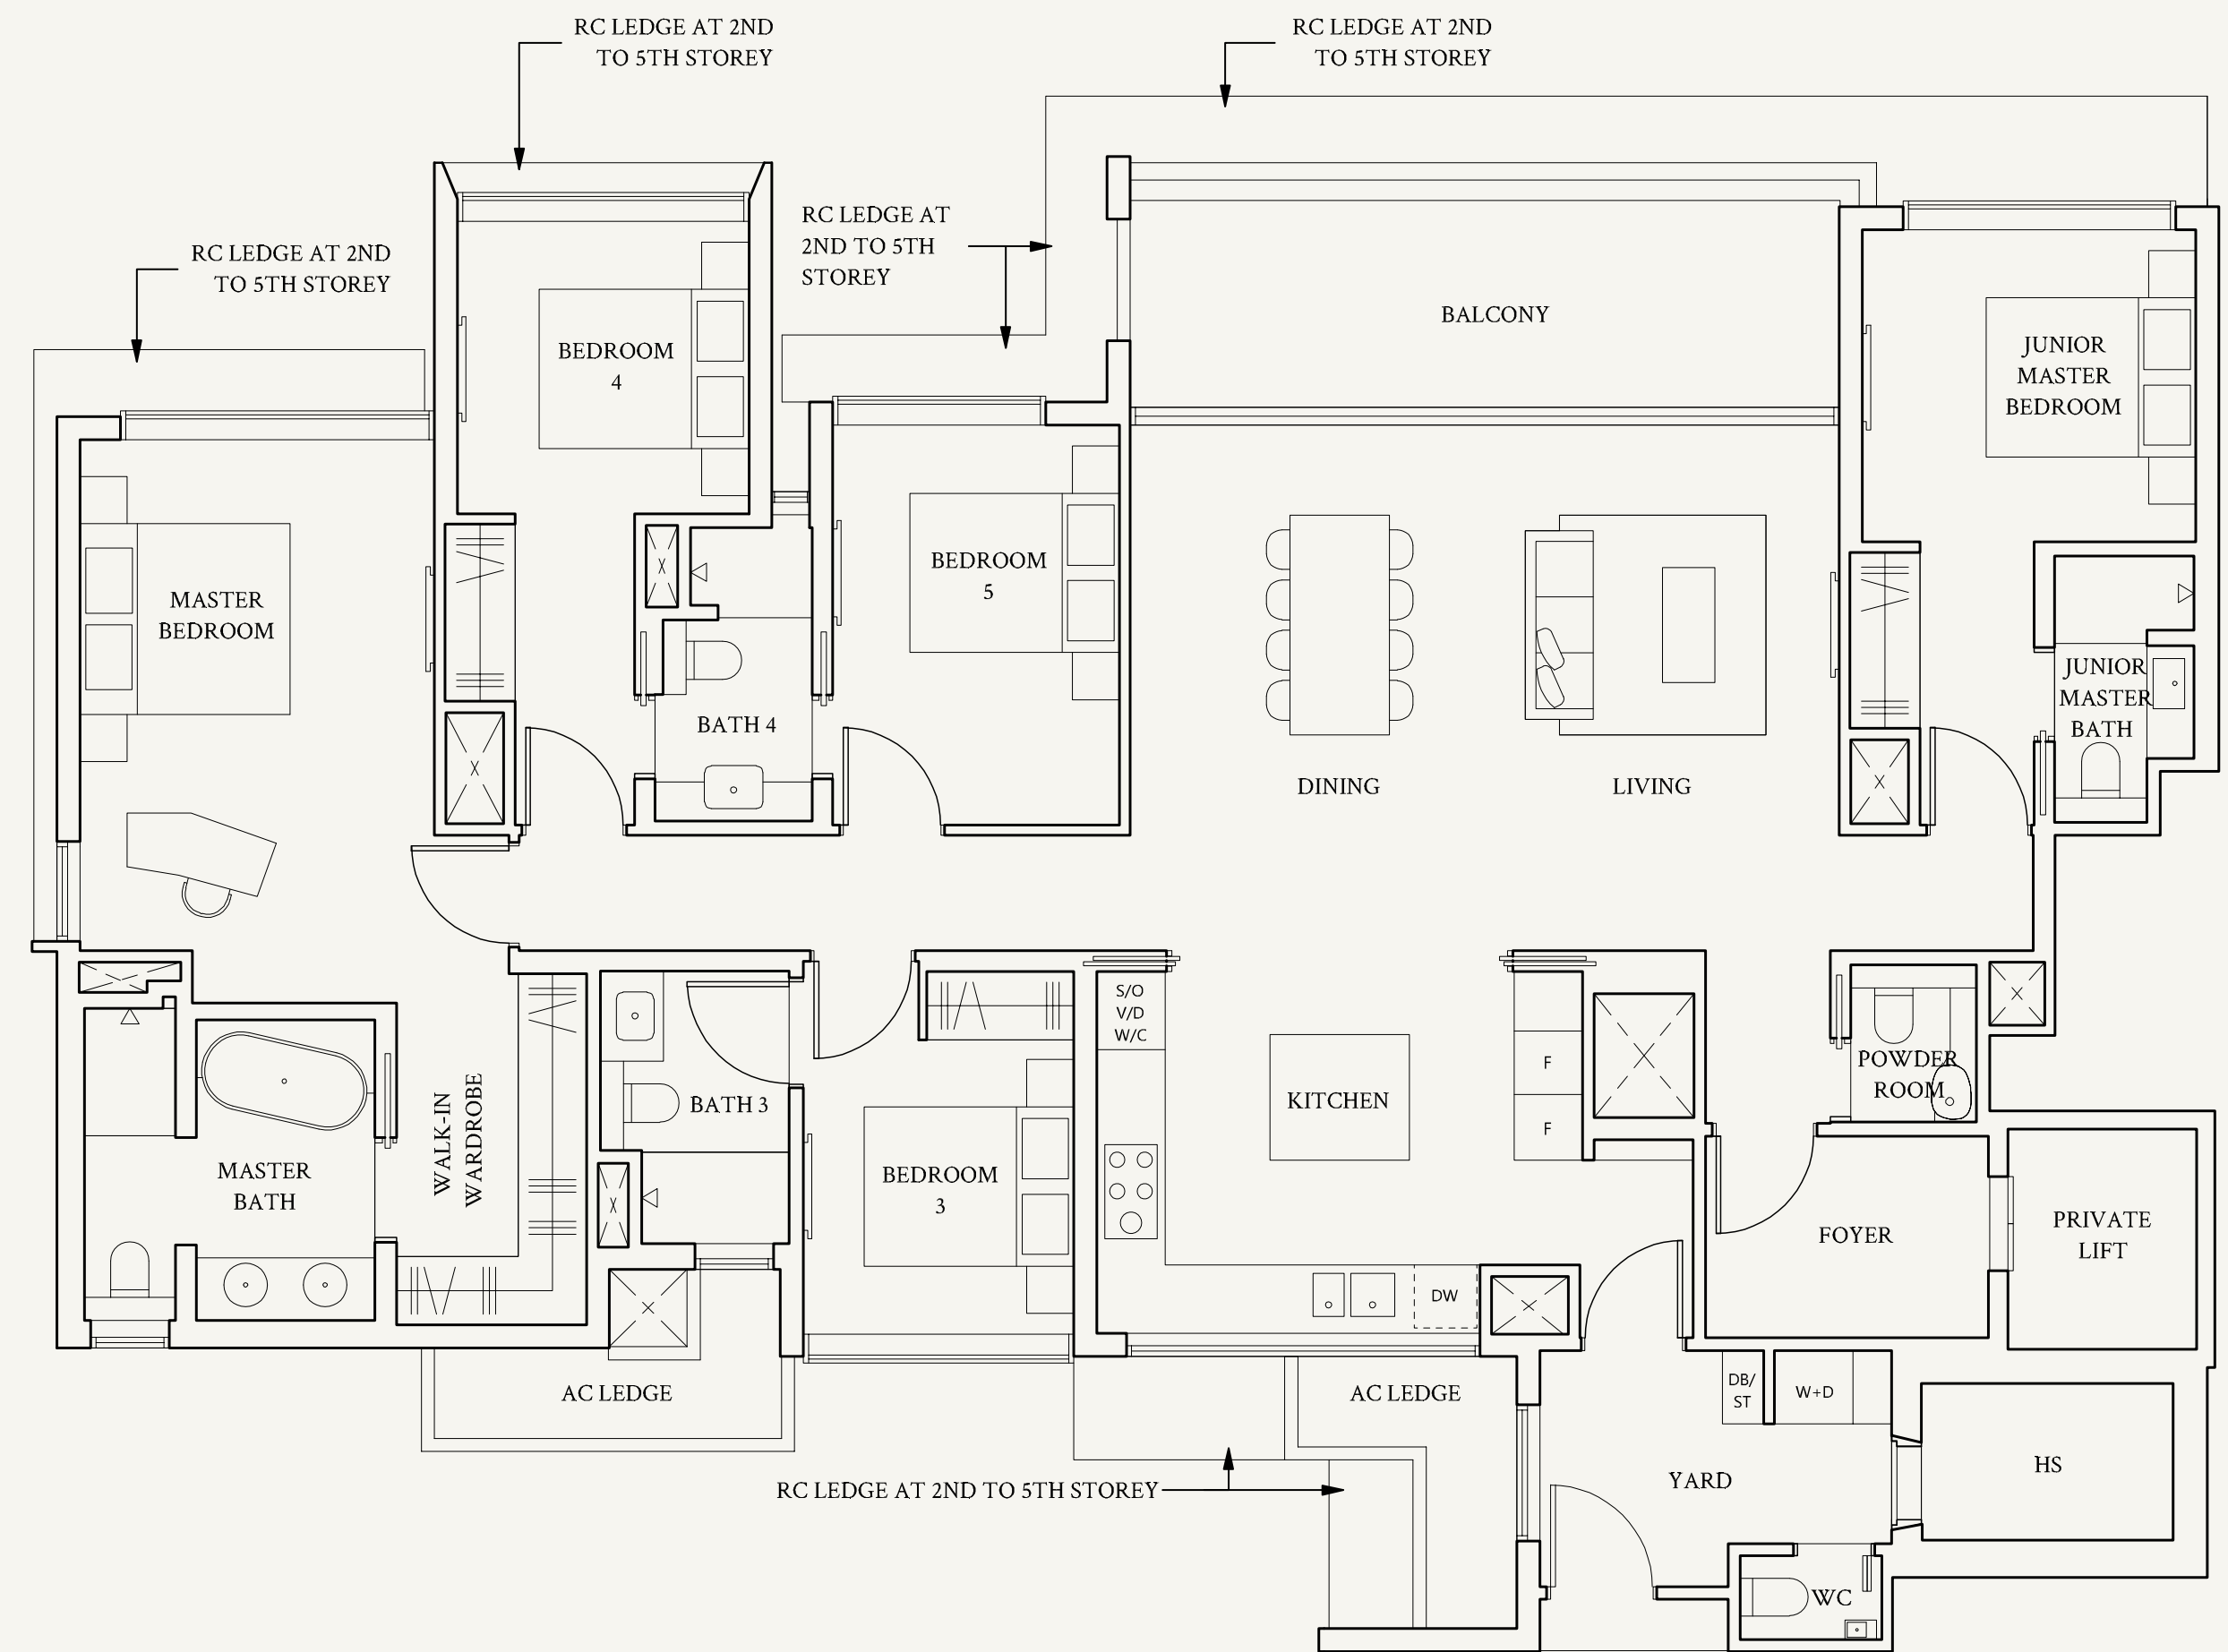 RC LEDGE AT 2ND
TO 5TH STOREY
RC LEDGE AT 2ND
TO 5TH STOREY
RC LEDGE AT
2ND TO 5TH
STOREY
RC LEDGE AT 2ND
TO 5TH STOREY
BALCONY
BEDROOM
4
JUNIOR
MASTER
BEDROOM
MASTER
BEDROOM
BEDROOM
5
JUNIOR
MASTER
BATH
BATH 4
DINING
LIVING
S/O
V/D
W/C
F
F
KITCHEN
POWDER
ROOM
WALK-IN
WARDROBE
BATH 3
MASTER
BATH
BEDROOM
3
FOYER
PRIVATE
LIFT
DW
AC LEDGE
AC LEDGE
DB/
ST
W+D
YARD
HS
RC LEDGE AT 2ND TO 5TH STOREY
WC